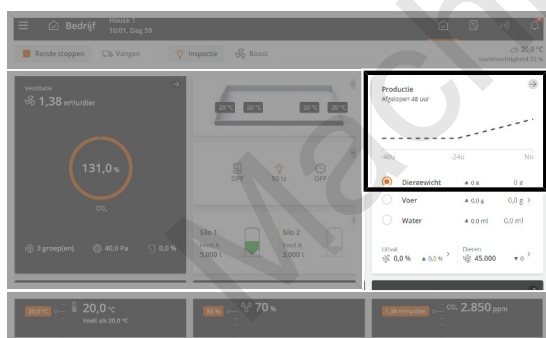 Bedrijf
House 1
10:01, Dag 59
Ronde stoppen
Vangen
Inspectie
Boost
20,0 °C
Luchtvochtigheid 72 %
Ventilatie
1,38 m³/u/dier
131,0 %
CO₂
3 groep(en)
40,0 Pa
0,0 %
20 °C
20 °C
20 °C
20 °C
OFF
50 lx
OFF
Silo 1
Feed A
5.000 t
Silo 2
Feed A
3.000 t
Productie
Afgelopen 48 uur
-48u
24u
Nu
Diergewicht
▲ 0 g
0 g
Voer
▲ 0,0 g
0,0 g >
Water
▲ 0,0 ml
0,0 ml
Uitval
0,0 %
▲ 0,0 %
>
Dieren
45.000
▼ 0
>
20,0 °C
20,0 °C
Voelt als 20,0 °C
80 %
70 %
1,38 m³/u/dier
CO₂ 2.850 ppm
Mach